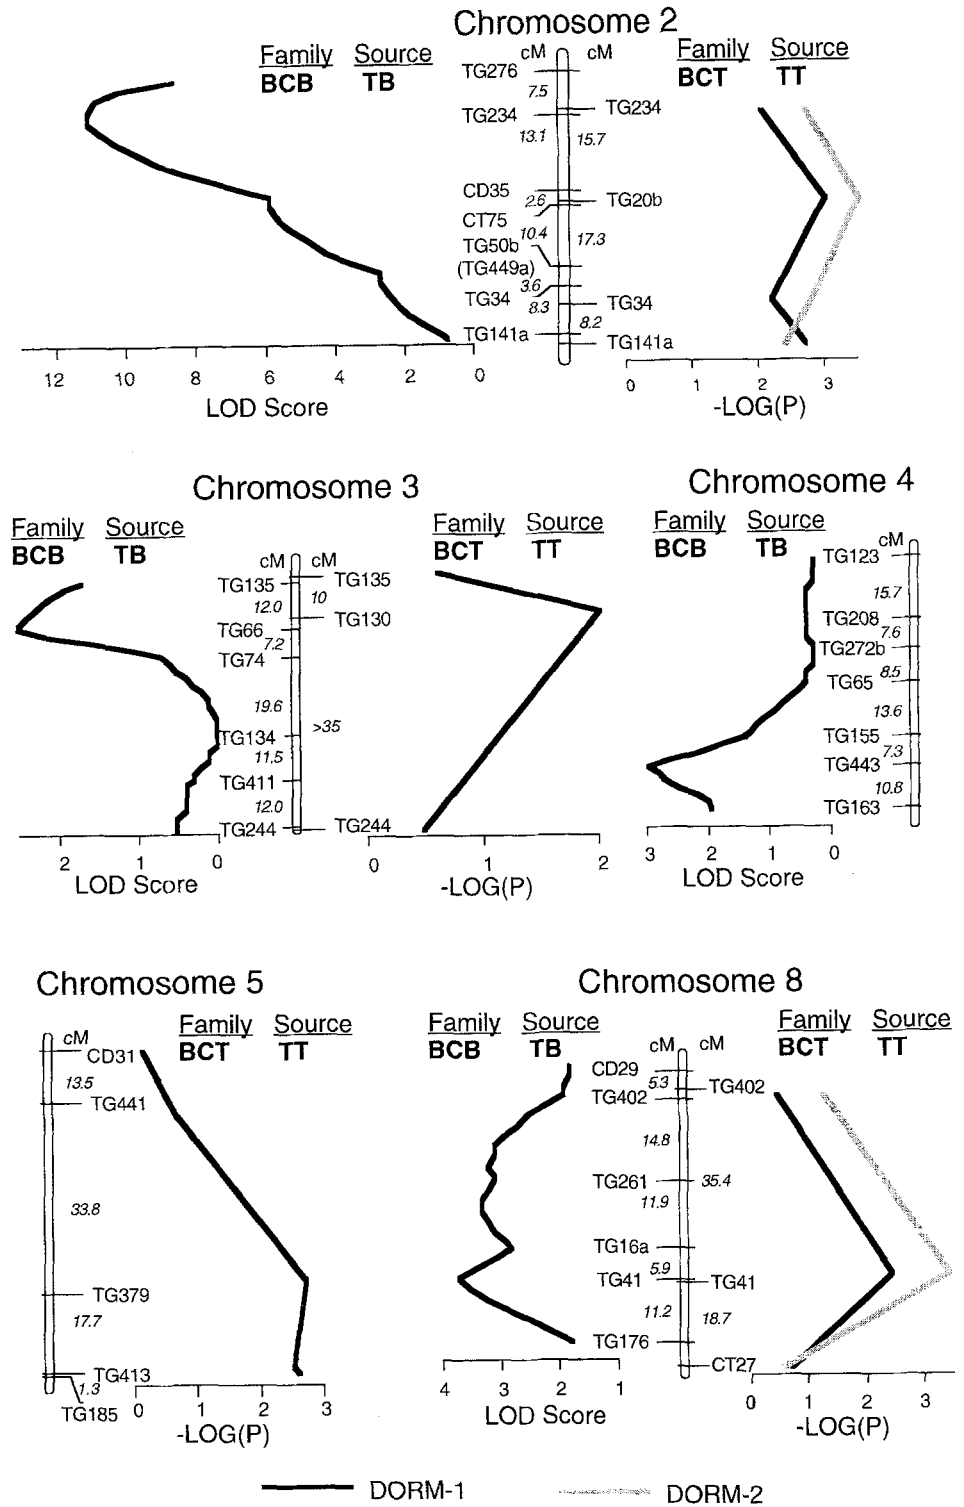 Chromosome 2
Family Source
BCB TB
cM cM
Family Source
BCT TT
TG276
7.5
TG234
TG234
13.1 15.7
CD35
2.6
TG20b
CT75
10.4 17.3
TG50b
(TG449a)
3.6
TG34
TG34
8.3 8.2
TG141a
TG141a
12 10 8 6 4 2 0
LOD Score
0 1 2 3
-LOG(P)
Chromosome 3
Family Source
BCB TB
cM cM
Family Source
BCT TT
TG135
TG135
12.0 10
TG130
TG66
7.2
TG74
19.6
>35
TG134
11.5
TG411
12.0
TG244
TG244
2 1 0
LOD Score
0 1 2
-LOG(P)
Chromosome 4
Family Source
BCB TB
cM
TG123
15.7
TG208
7.6
TG272b
8.5
TG65
13.6
TG155
7.3
TG443
10.8
TG163
3 2 1 0
LOD Score
Chromosome 5
cM
Family Source
BCT TT
CD31
13.5
TG441
33.8
TG379
17.7
TG413
1.3
TG185
0 1 2 3
-LOG(P)
Chromosome 8
Family Source
BCB TB
cM cM
Family Source
BCT TT
CD29
5.3
TG402
TG402
14.8
TG261
35.4
11.9
TG16a
TG41
5.9
TG41
11.2 18.7
TG176
CT27
4 3 2 1
LOD Score
0 1 2 3
-LOG(P)
DORM-1 DORM-2